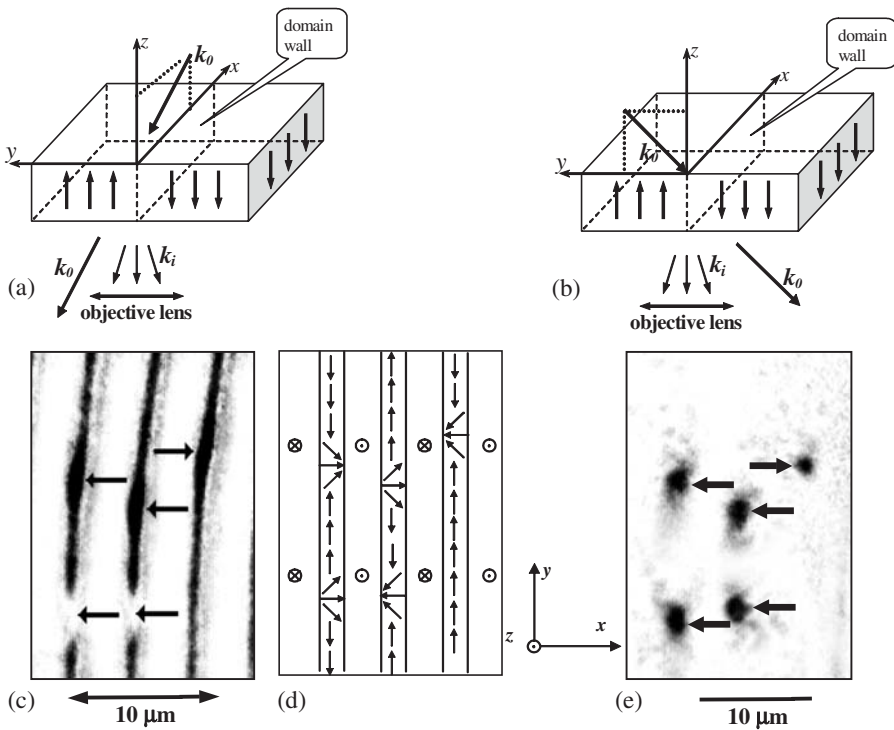 domain
wall
z
k₀
x
y
k₀
kᵢ
objective lens
(a)
domain
wall
z
x
k₀
y
kᵢ
k₀
objective lens
(b)
(c)
10 μm
(d)
y
z
x
(e)
10 μm